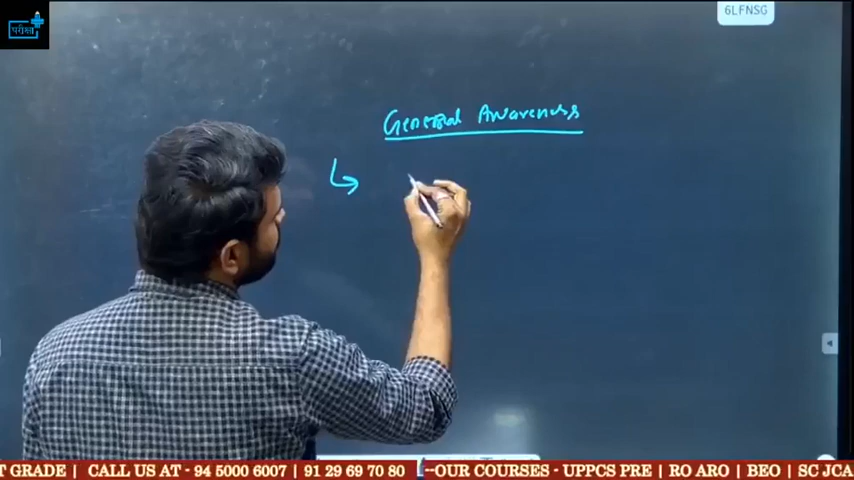 परीक्षा
6LFNSG
General Awareness
T GRADE | CALL US AT - 94 5000 6007 | 91 29 69 70 80 -OUR COURSES - UPPCS PRE | RO ARO | BEO | SC JCA